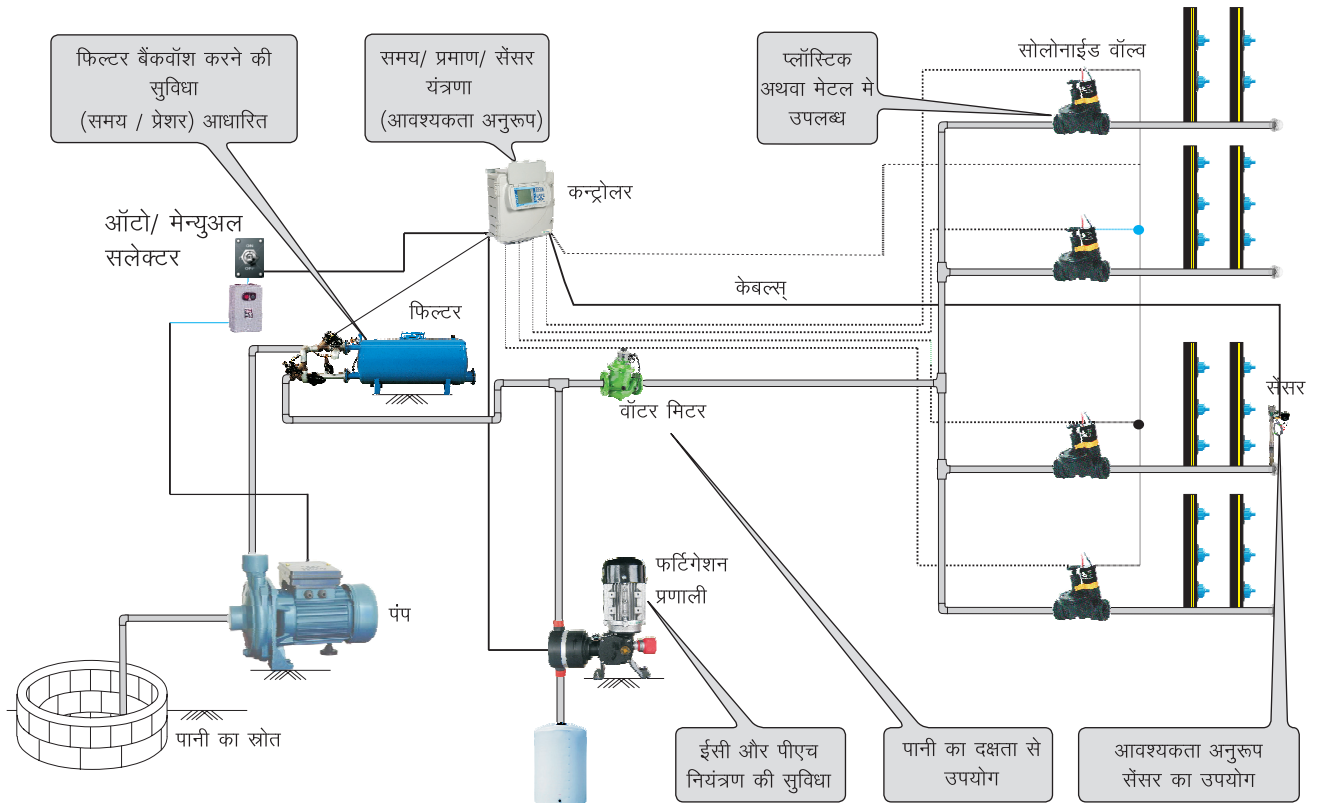 फिल्टर बैंकवॉश करने की
सुविधा
(समय / प्रेशर) आधारित
समय/ प्रमाण/ सेंसर
यंत्रणा
(आवश्यकता अनुरूप)
प्लॉस्टिक
अथवा मेटल मे
उपलब्ध
सोलोनाईड वॉल्व
कन्ट्रोलर
ऑटो/ मेन्युअल
सलेक्टर
केबल्स्
फिल्टर
सेंसर
वॉटर मिटर
फर्टिगेशन
प्रणाली
पंप
पानी का स्रोत
ईसी और पीएच
नियंत्रण की सुविधा
पानी का दक्षता से
उपयोग
आवश्यकता अनुरूप
सेंसर का उपयोग